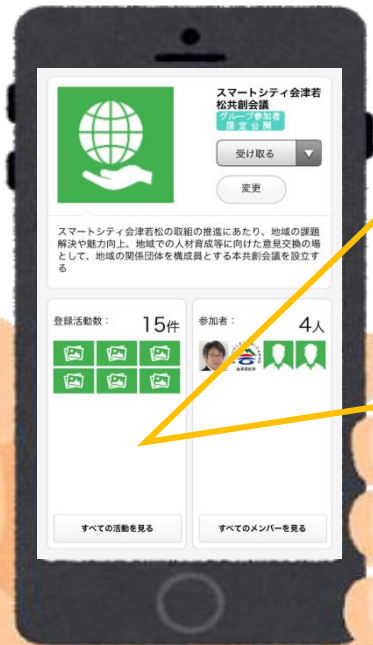 スマートシティ会津若
松共創会議
グループ参加者
限定公開
受け取る
変更
スマートシティ会津若松の取組の推進にあたり、地域の課題
解決や魅力向上、地域での人材育成等に向けた意見交換の場
として、地域の関係団体を構成員とする本共創会議を設立す
る
登録活動数： 15件
参加者： 4人
会津若松市
すべての活動を見る
すべてのメンバーを見る